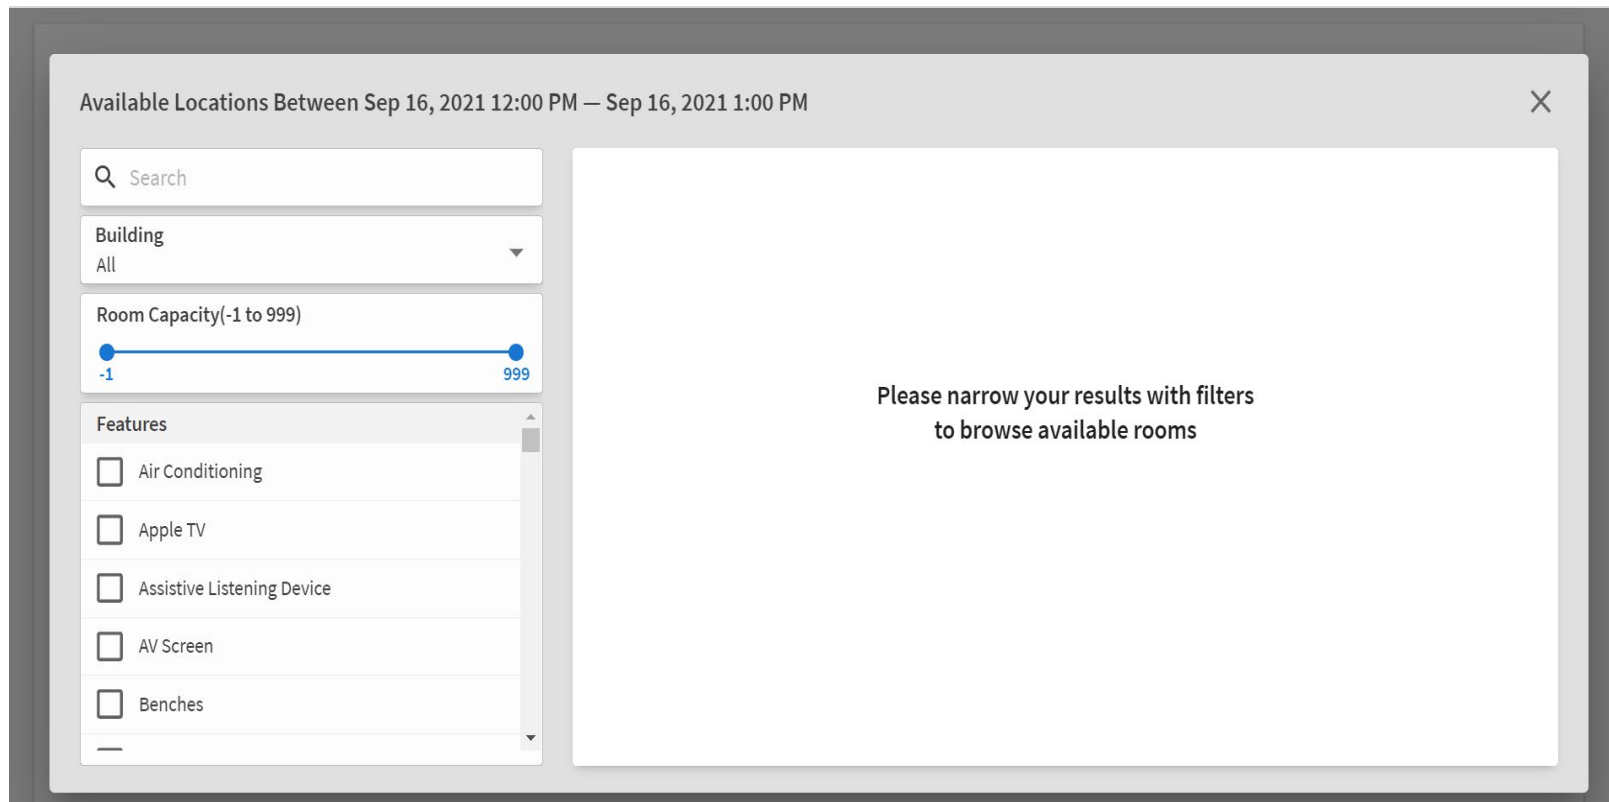 Available Locations Between Sep 16, 2021 12:00 PM — Sep 16, 2021 1:00 PM
Search
Building
All
Room Capacity(-1 to 999)
-1 999
Features
Air Conditioning
Apple TV
Assistive Listening Device
AV Screen
Benches
Please narrow your results with filters
to browse available rooms